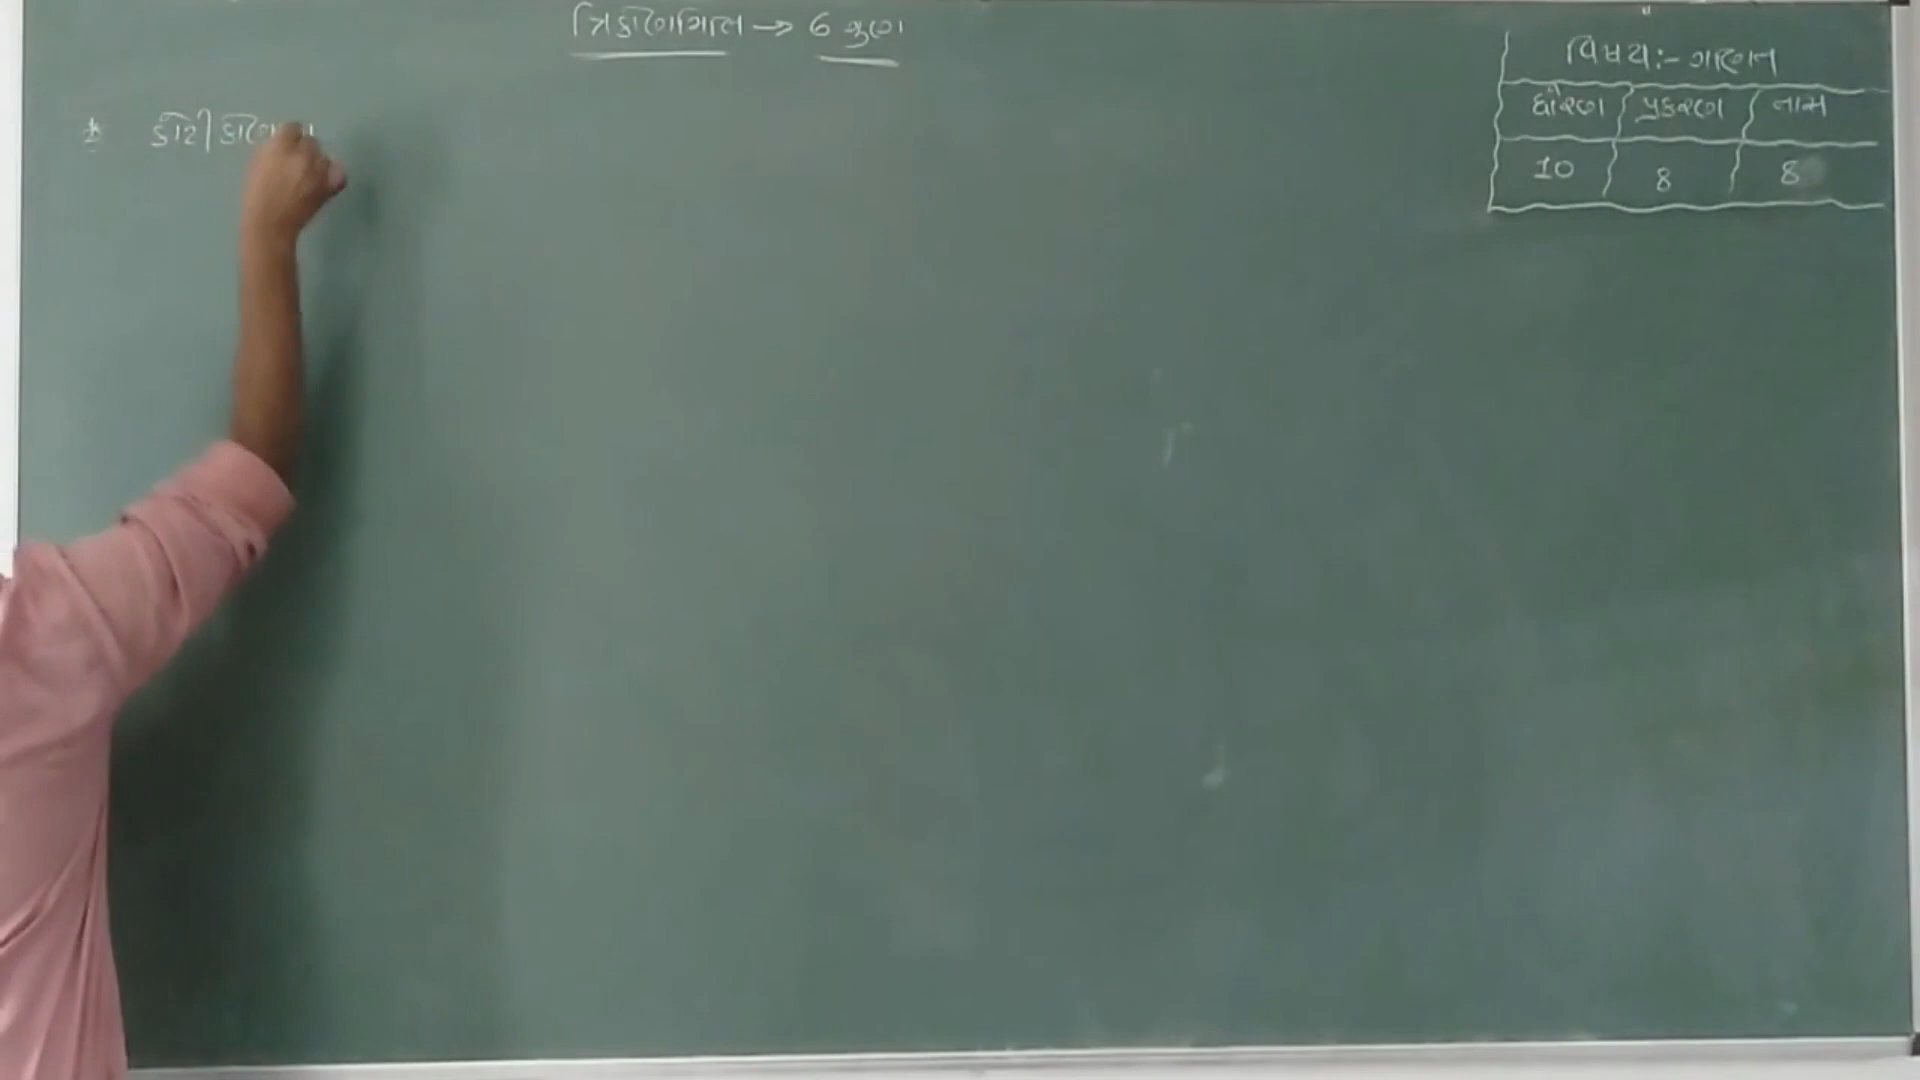 ત્રિકોણમિતિ → 6 ગુણ
વિષય:- ગણિત
ધોરણ પ્રકરણ નામ
10 8 8
* કોટીકોણ